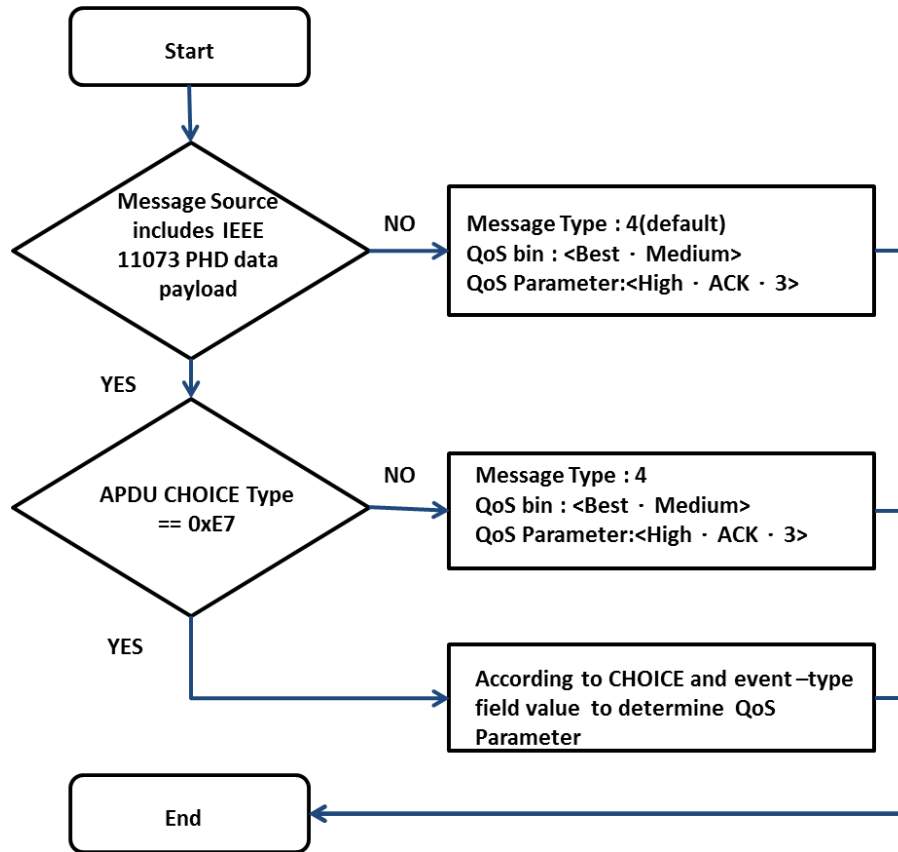 Start
Message Source
includes IEEE
11073 PHD data
payload
NO
Message Type : 4(default)
QoS bin : <Best · Medium>
QoS Parameter:<High · ACK · 3>
YES
APDU CHOICE Type
== 0xE7
NO
Message Type : 4
QoS bin : <Best · Medium>
QoS Parameter:<High · ACK · 3>
YES
According to CHOICE and event–type
field value to determine QoS
Parameter
End